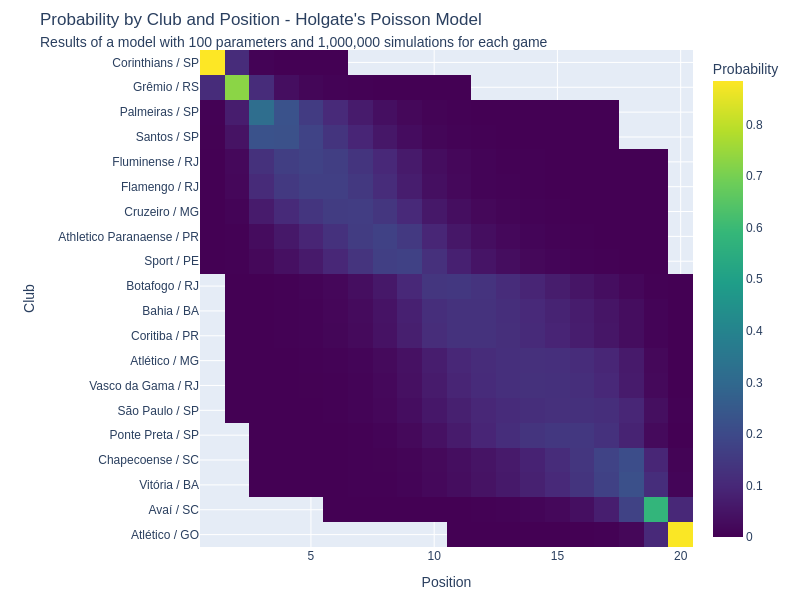 Probability by Club and Position - Holgate's Poisson Model
Results of a model with 100 parameters and 1,000,000 simulations for each game
Probability
Club
Corinthians / SP
Grêmio / RS
Palmeiras / SP
Santos / SP
Fluminense / RJ
Flamengo / RJ
Cruzeiro / MG
Athletico Paranaense / PR
Sport / PE
Botafogo / RJ
Bahia / BA
Coritiba / PR
Atlético / MG
Vasco da Gama / RJ
São Paulo / SP
Ponte Preta / SP
Chapecoense / SC
Vitória / BA
Avaí / SC
Atlético / GO
5
10
15
20
Position
0.8
0.7
0.6
0.5
0.4
0.3
0.2
0.1
0